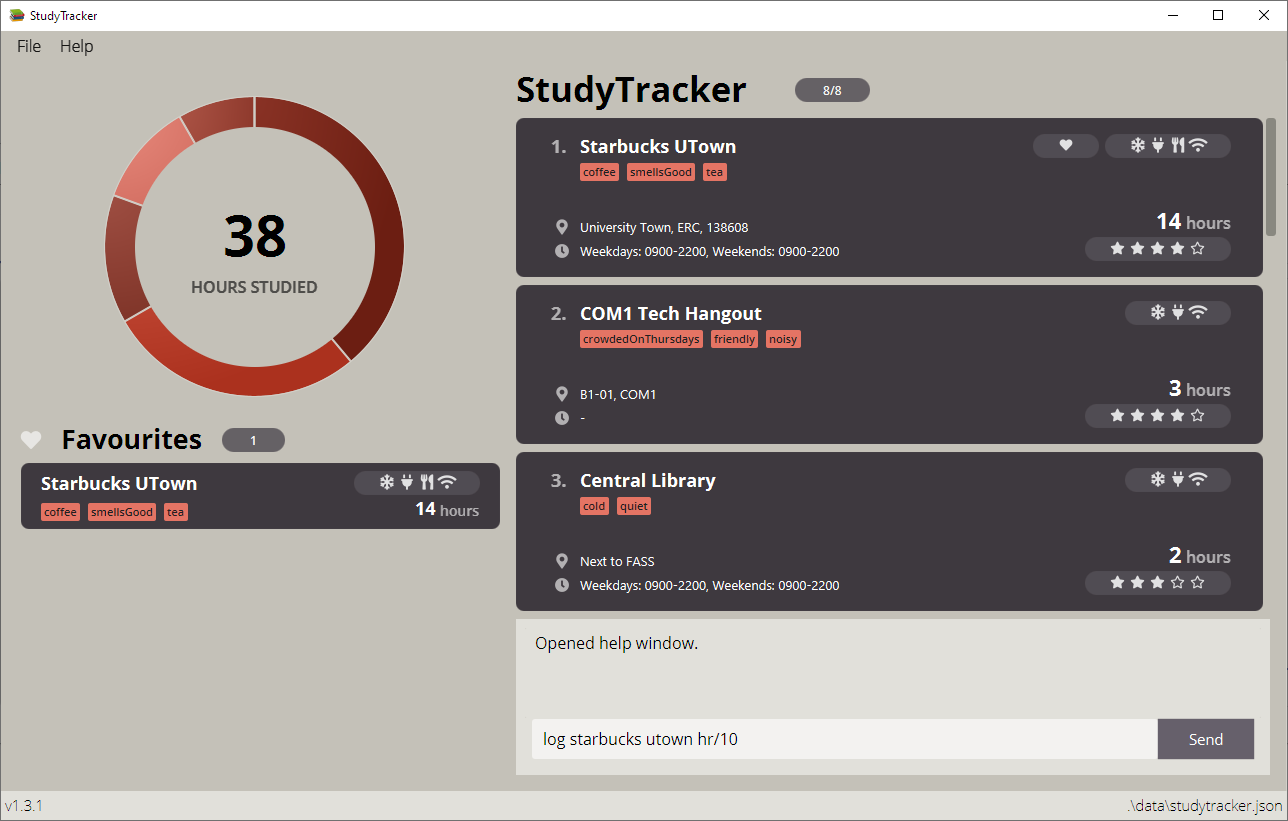 StudyTracker
File Help
38
HOURS STUDIED
Favourites 1
Starbucks UTown
coffee smellsGood tea
14 hours
StudyTracker 8/8
1. Starbucks UTown
coffee smellsGood tea
University Town, ERC, 138608
14 hours
Weekdays: 0900-2200, Weekends: 0900-2200
2. COM1 Tech Hangout
crowdedOnThursdays friendly noisy
B1-01, COM1
3 hours
-
3. Central Library
cold quiet
Next to FASS
2 hours
Weekdays: 0900-2200, Weekends: 0900-2200
Opened help window.
log starbucks utown hr/10
Send
v1.3.1
.\data\studytracker.json